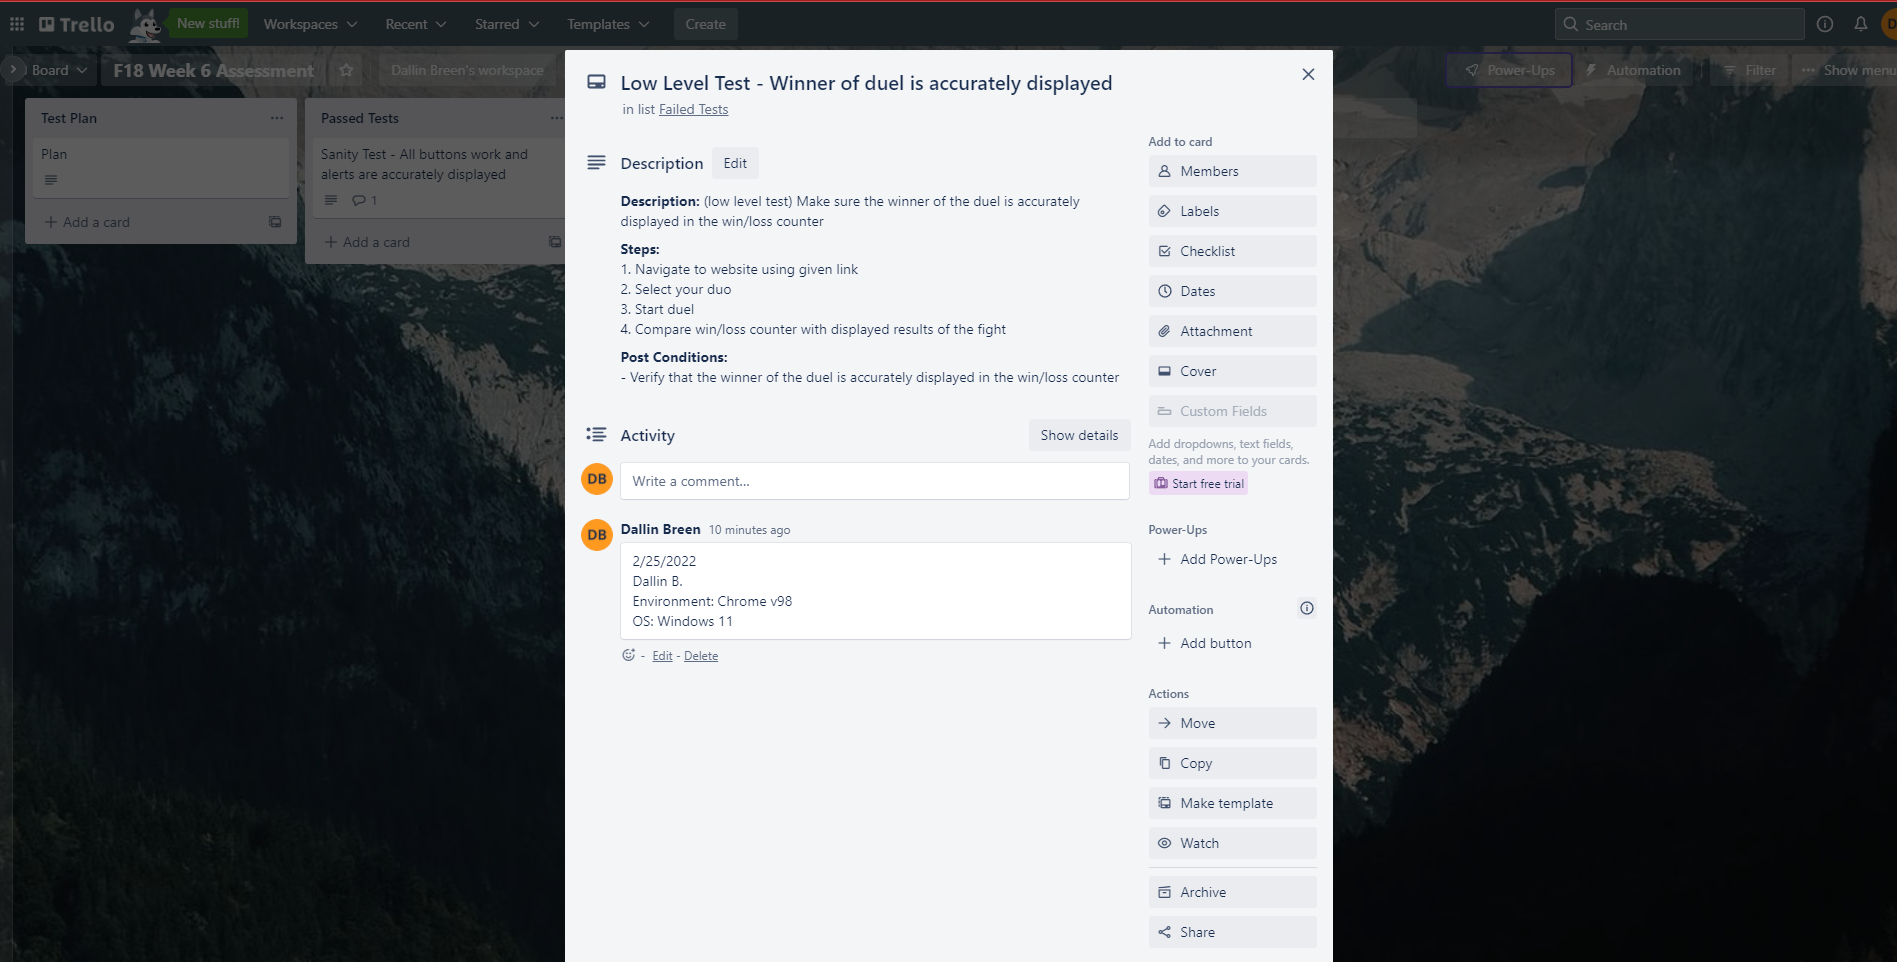 Trello
New stuff!
Workspaces
Recent
Starred
Templates
Create
Search
Board
F18 Week 6 Assessment
Dallin Breen's workspace
Power-Ups
Automation
Filter
Show menu
Test Plan
Plan
+ Add a card
Passed Tests
Sanity Test - All buttons work and
alerts are accurately displayed
1
+ Add a card
Low Level Test - Winner of duel is accurately displayed
in list Failed Tests
Description
Edit
Description: (low level test) Make sure the winner of the duel is accurately
displayed in the win/loss counter
Steps:
1. Navigate to website using given link
2. Select your duo
3. Start duel
4. Compare win/loss counter with displayed results of the fight
Post Conditions:
- Verify that the winner of the duel is accurately displayed in the win/loss counter
Activity
Show details
DB
Write a comment...
DB
Dallin Breen 10 minutes ago
2/25/2022
Dallin B.
Environment: Chrome v98
OS: Windows 11
- Edit - Delete
Add to card
Members
Labels
Checklist
Dates
Attachment
Cover
Custom Fields
Add dropdowns, text fields,
dates, and more to your cards.
Start free trial
Power-Ups
+ Add Power-Ups
Automation
+ Add button
Actions
Move
Copy
Make template
Watch
Archive
Share